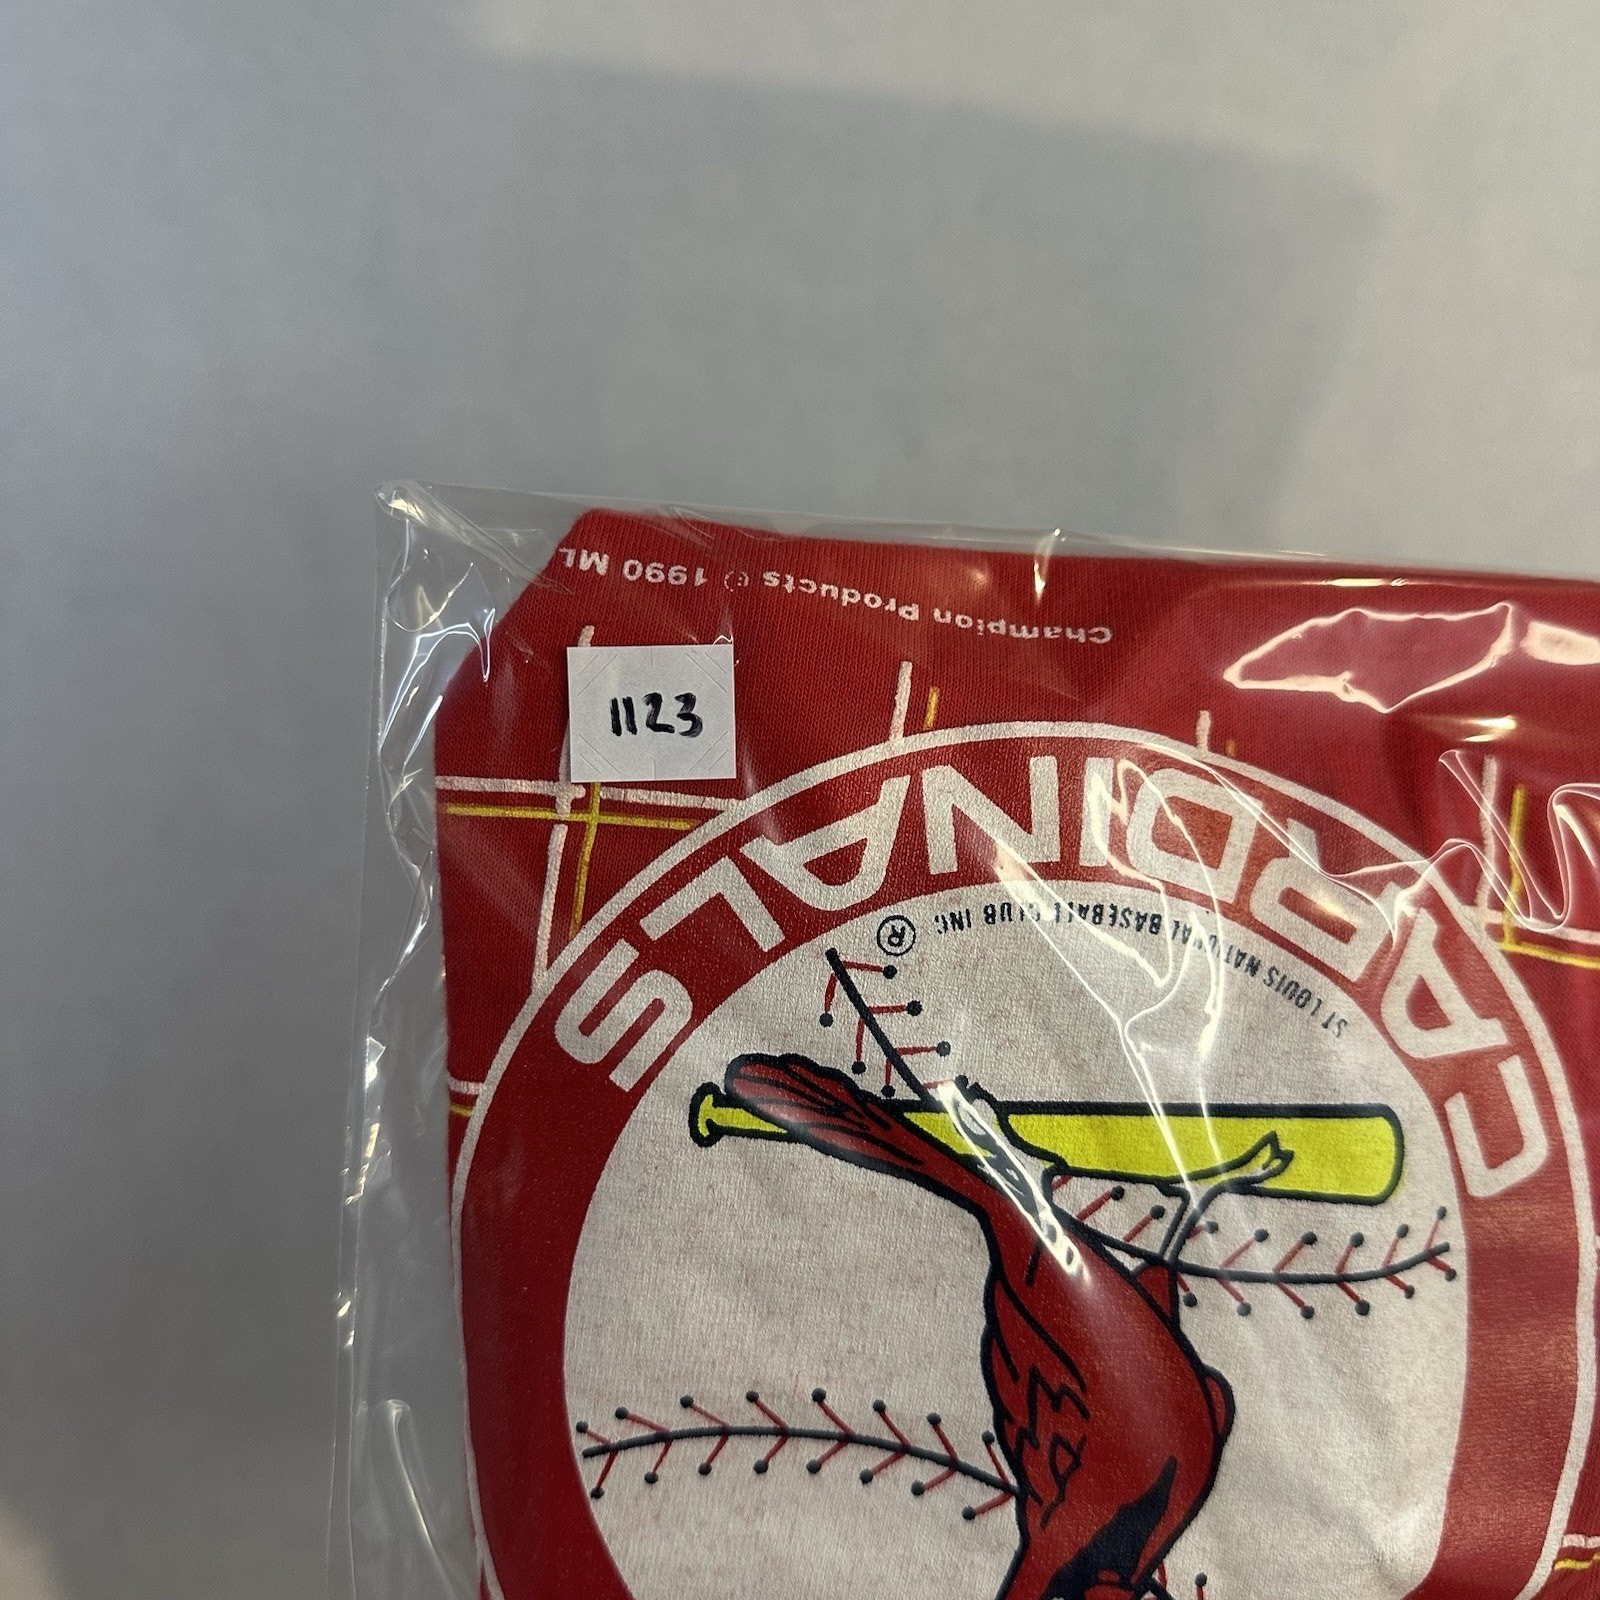 Champion Products © 1990 ML
1123
CARDINALS
ST LOUIS NATIONAL BASEBALL CLUB INC ®